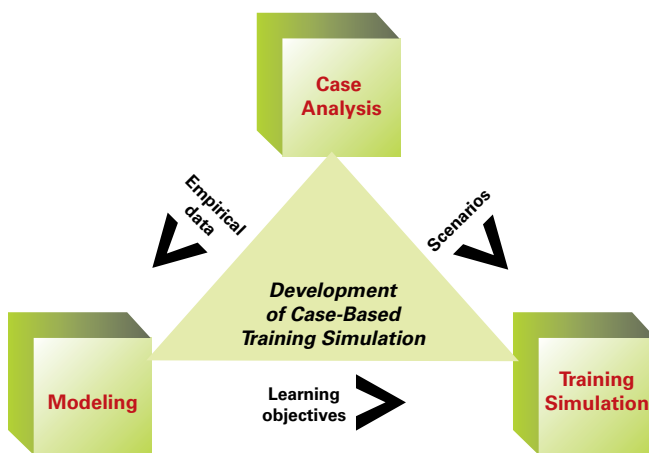 Case
Analysis
Empirical
data
Scenarios
Development
of Case-Based
Training Simulation
Modeling
Learning
objectives
Training
Simulation